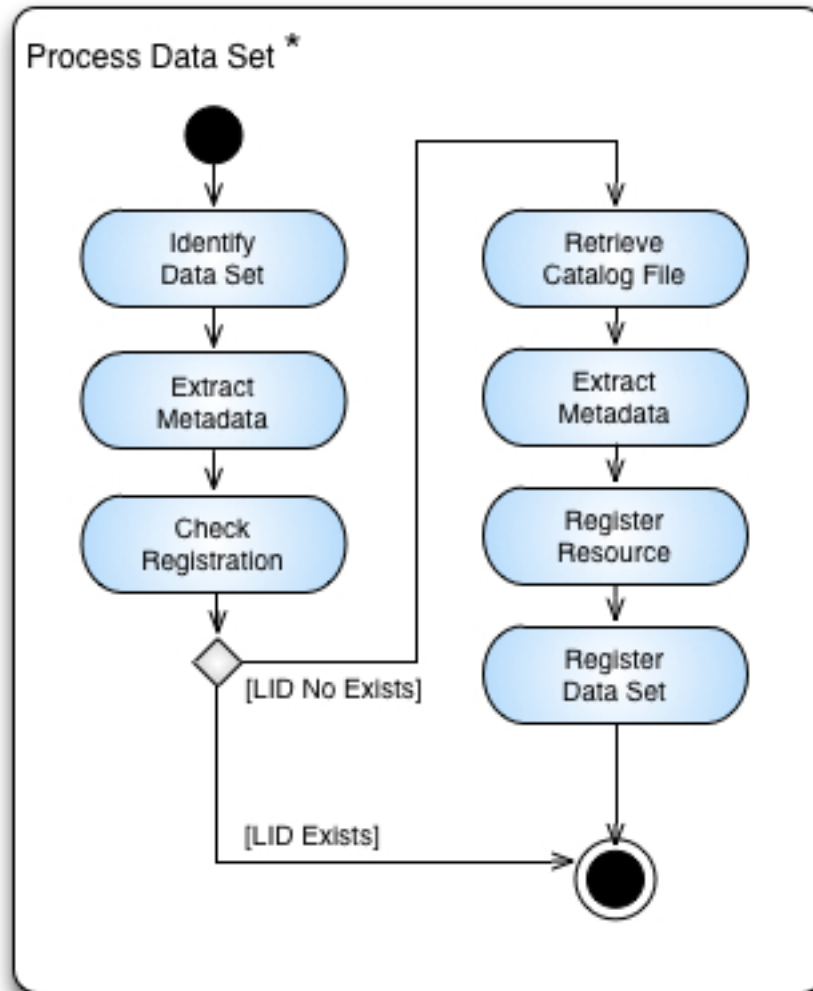 Process Data Set *
Identify
Data Set
Extract
Metadata
Check
Registration
[LID No Exists]
[LID Exists]
Retrieve
Catalog File
Extract
Metadata
Register
Resource
Register
Data Set